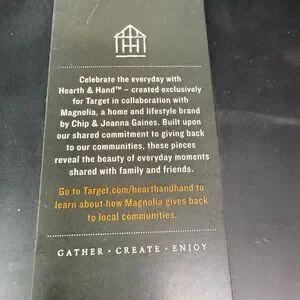 Celebrate the everyday with
Hearth & Hand™ – created exclusively
for Target in collaboration with
Magnolia, a home and lifestyle brand
by Chip & Joanna Gaines. Built upon
our shared commitment to giving back
to our communities, these pieces
reveal the beauty of everyday moments
shared with family and friends.
Go to Target.com/hearthandhand to
learn about how Magnolia gives back
to local communities.
GATHER · CREATE · ENJOY